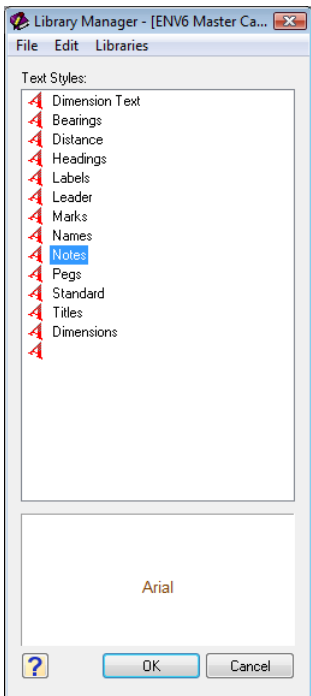 Library Manager - [ENV6 Master Ca...
File Edit Libraries
Text Styles:
Dimension Text
Bearings
Distance
Headings
Labels
Leader
Marks
Names
Notes
Pegs
Standard
Titles
Dimensions
Arial
? OK Cancel